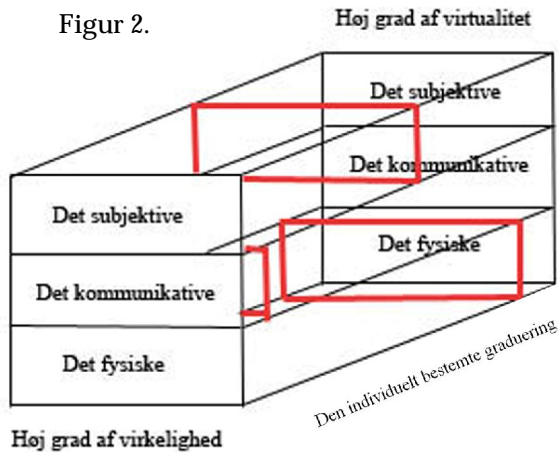 Figur 2.
Høj grad af virtualitet
Det subjektive
Det kommunikative
Det fysiske
Det subjektive
Det kommunikative
Det fysiske
Den individuelt bestemte graduering
Høj grad af virkelighed